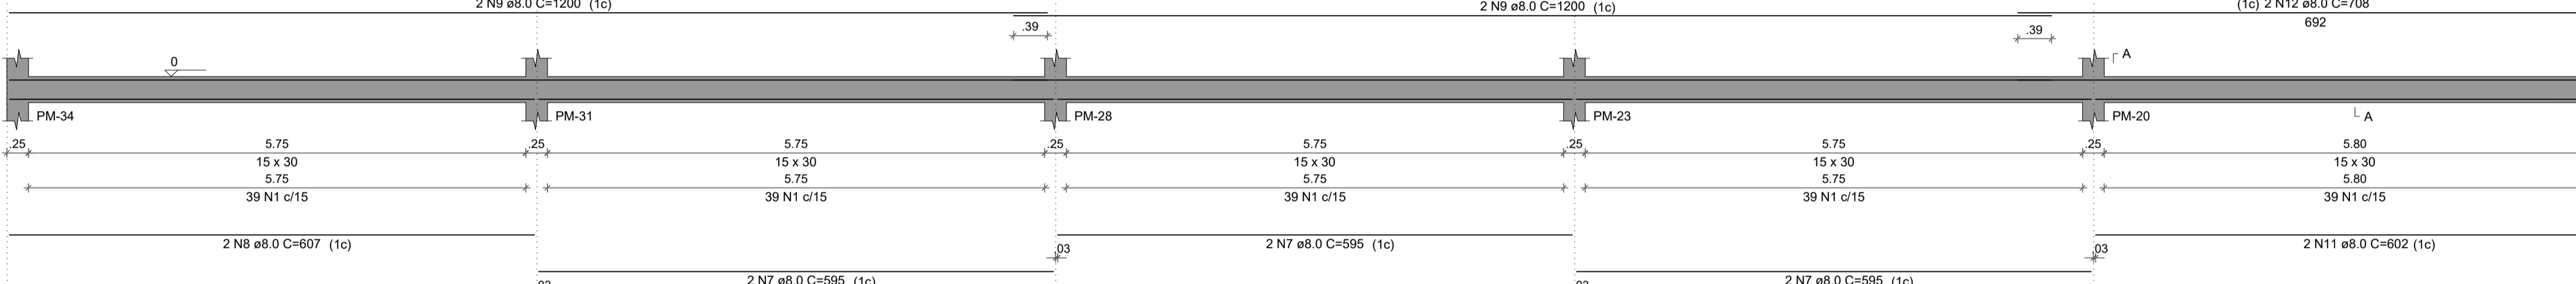 2 N9 ø8.0 C=1200 (1c)
2 N9 ø8.0 C=1200 (1c)
(1c) 2 N12 ø8.0 C=708
.39
.39
692
0
A
PM-34
PM-31
PM-28
PM-23
PM-20
A
.25 5.75 .25 5.75 .25 5.75 .25 5.75 .25 5.80
15 x 30 15 x 30 15 x 30 15 x 30 15 x 30
5.75 5.75 5.75 5.75 5.80
39 N1 c/15 39 N1 c/15 39 N1 c/15 39 N1 c/15 39 N1 c/15
2 N8 ø8.0 C=607 (1c)
2 N7 ø8.0 C=595 (1c)
2 N11 ø8.0 C=602 (1c)
.03
.03
2 N7 ø8.0 C=595 (1c)
2 N7 ø8.0 C=595 (1c)